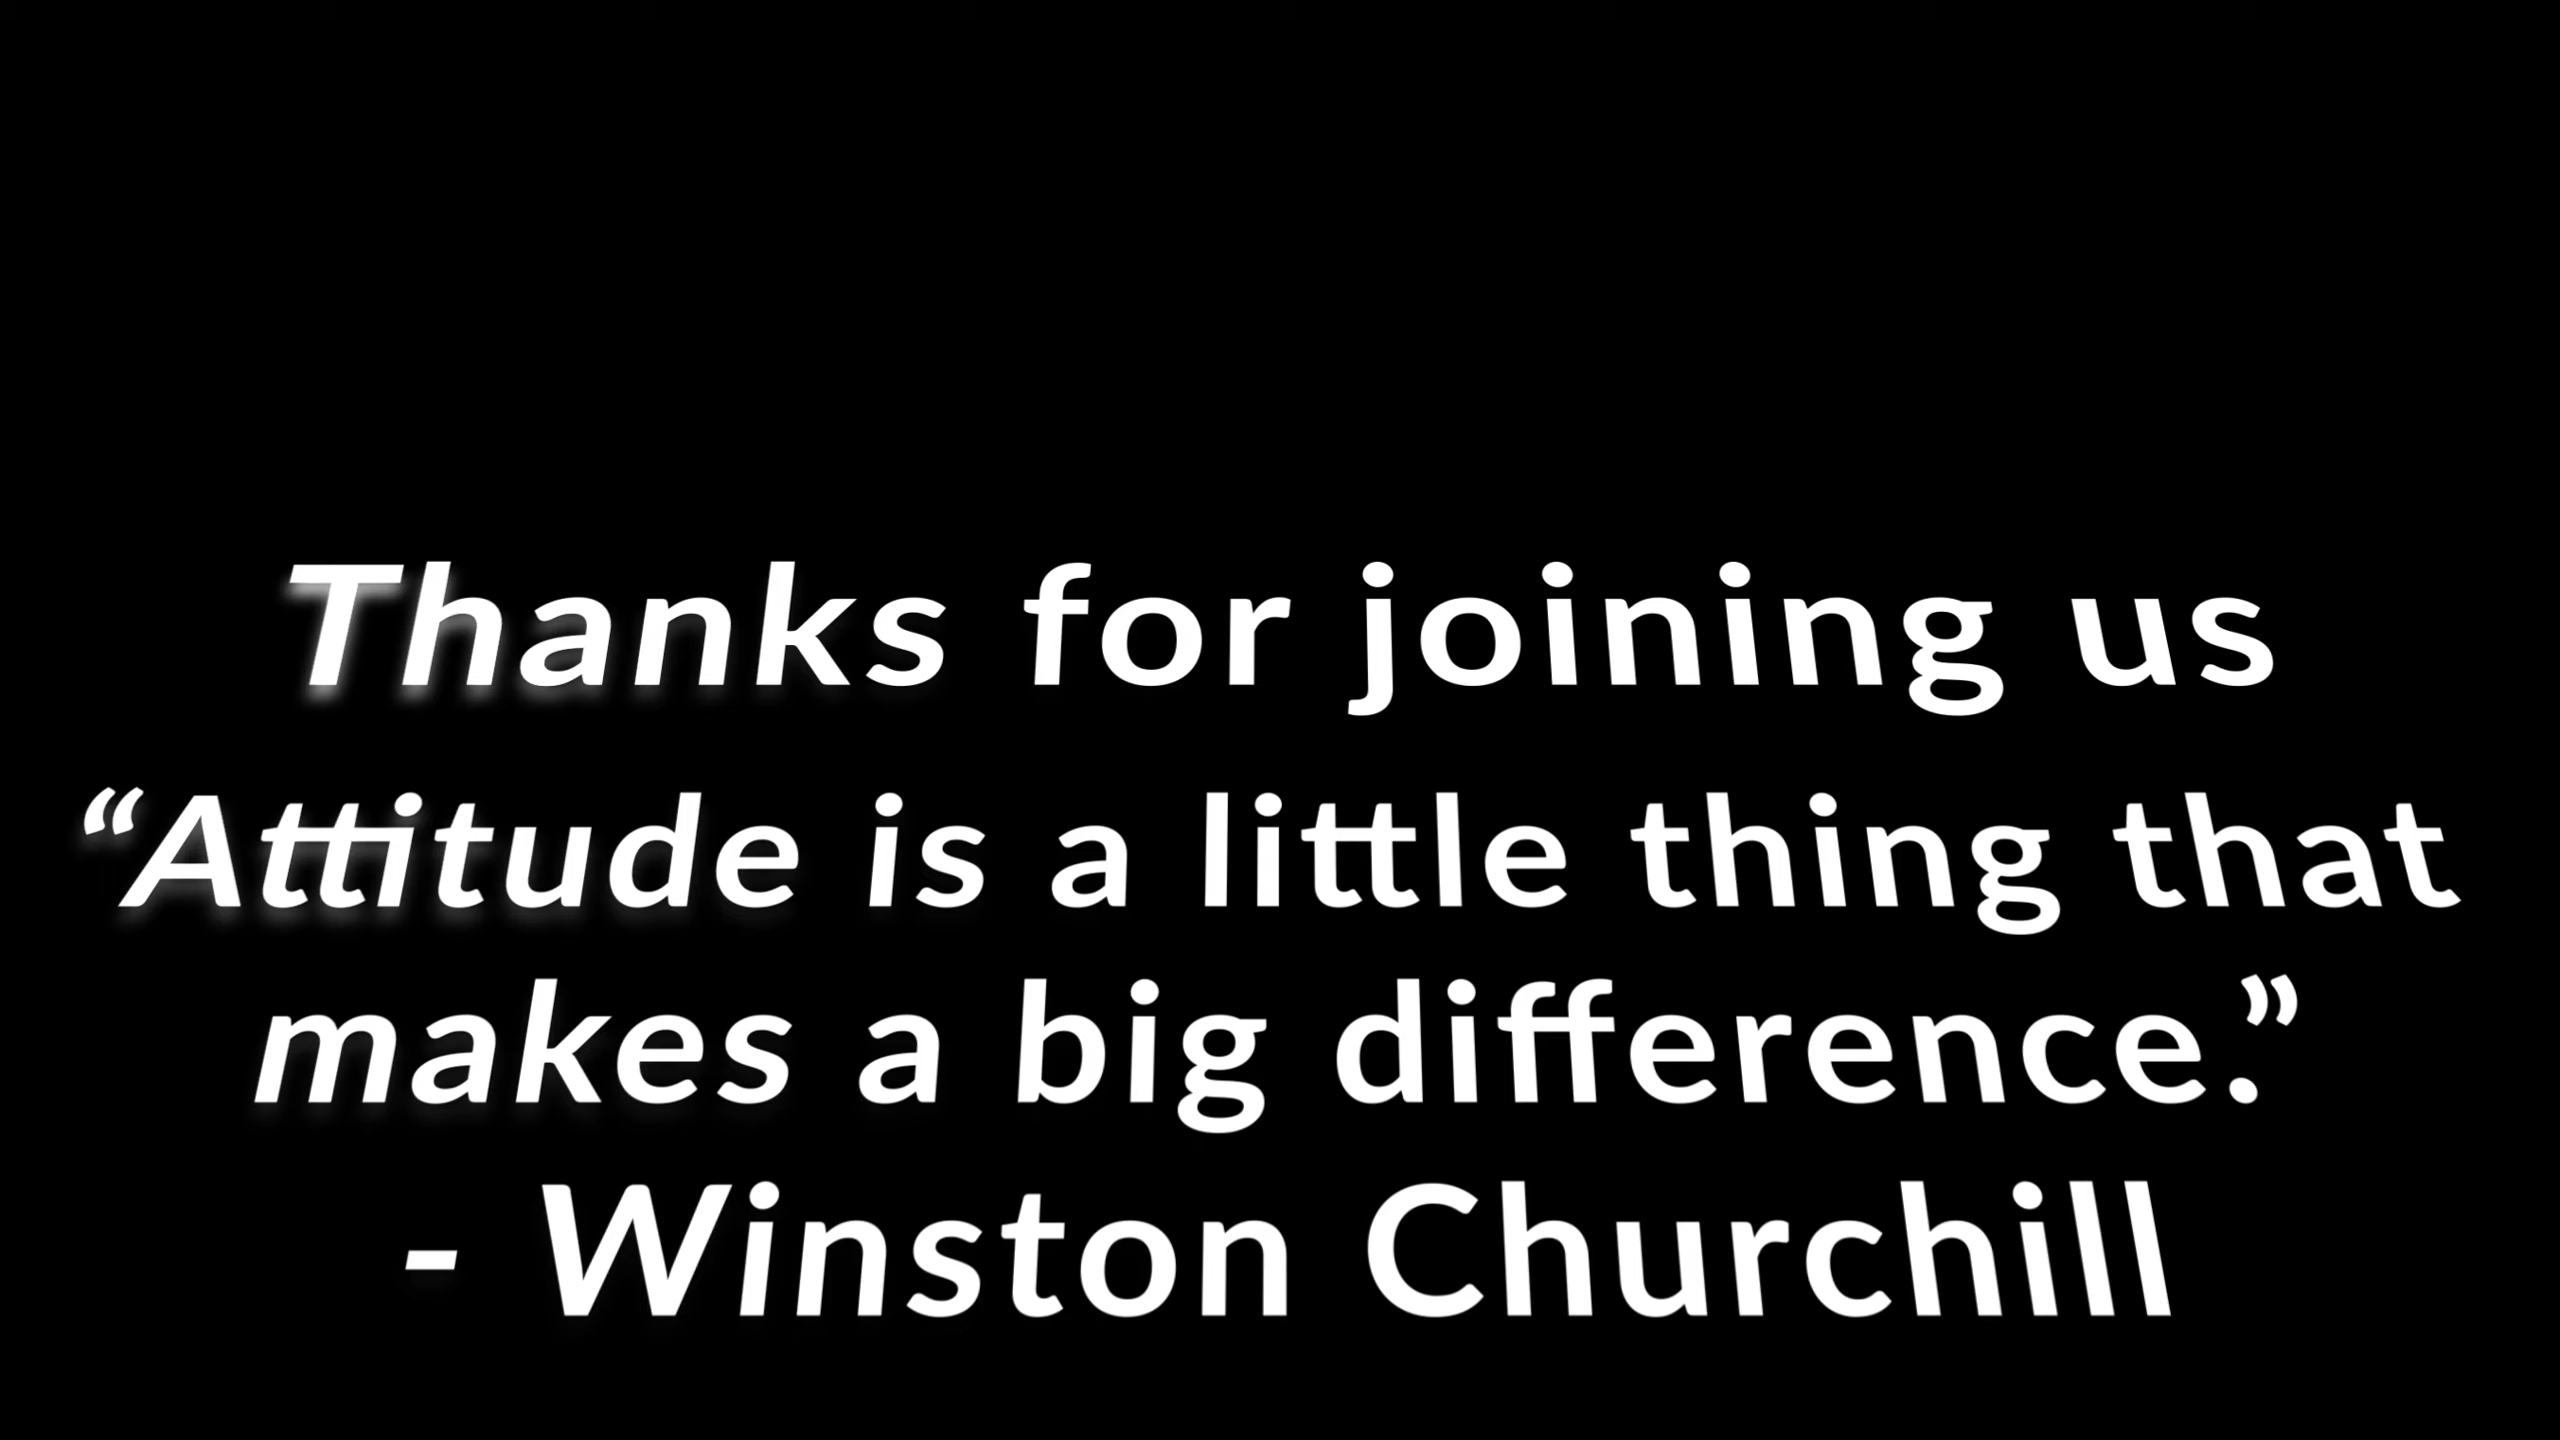 Thanks for joining us
“Attitude is a little thing that
makes a big difference.”
- Winston Churchill